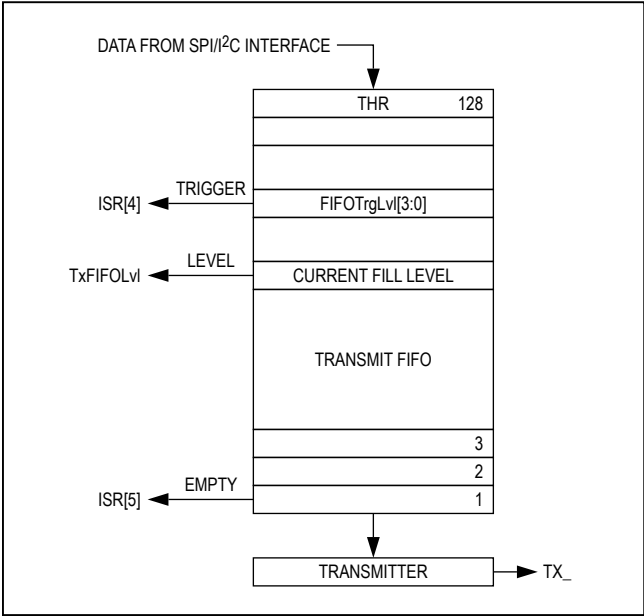 DATA FROM SPI/I2C INTERFACE
THR 128
TRIGGER
ISR[4]
FIFOTrgLvl[3:0]
LEVEL
TxFIFOLvl
CURRENT FILL LEVEL
TRANSMIT FIFO
3
2
EMPTY
ISR[5]
1
TRANSMITTER
TX_